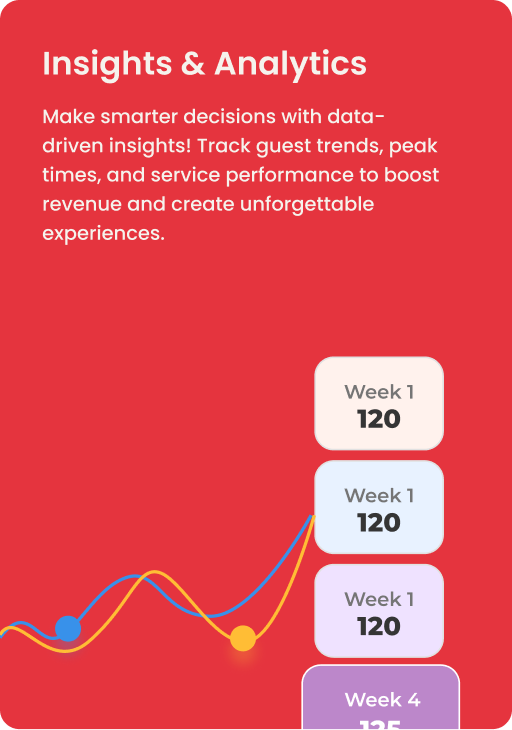 Insights & Analytics
Make smarter decisions with data-
driven insights! Track guest trends, peak
times, and service performance to boost
revenue and create unforgettable
experiences.
Week 1
120
Week 1
120
Week 1
120
Week 4
125